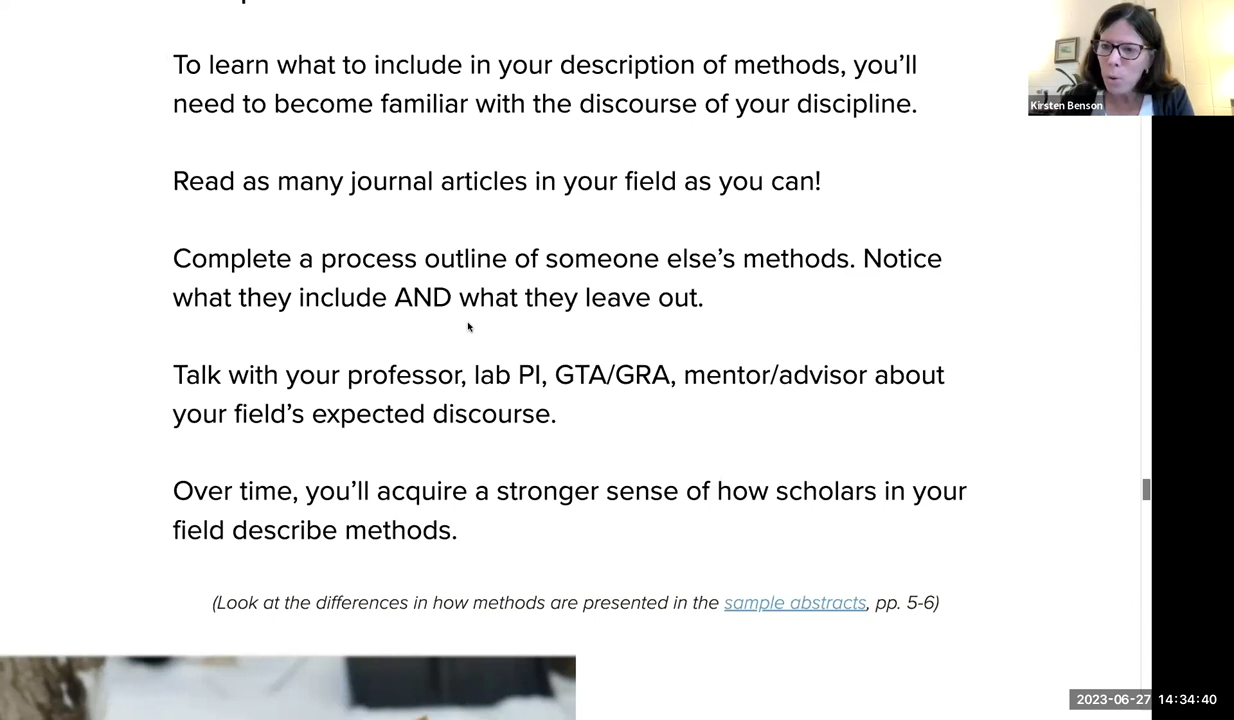 To learn what to include in your description of methods, you’ll
need to become familiar with the discourse of your discipline.
Read as many journal articles in your field as you can!
Complete a process outline of someone else’s methods. Notice
what they include AND what they leave out.
Talk with your professor, lab PI, GTA/GRA, mentor/advisor about
your field’s expected discourse.
Over time, you’ll acquire a stronger sense of how scholars in your
field describe methods.
(Look at the differences in how methods are presented in the sample abstracts, pp. 5-6)
Kirsten Benson
2023-06-27 14:34:40